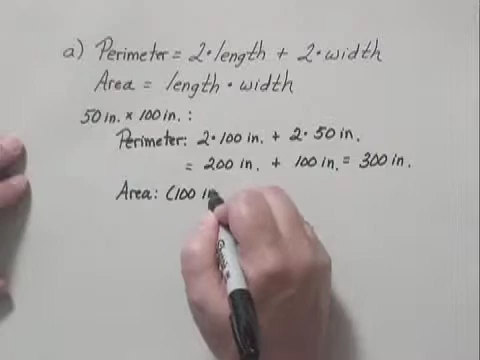 a) Perimeter = 2·length + 2·width
Area = length · width
50 in. × 100 in. :
Perimeter: 2·100 in. + 2·50 in.
= 200 in. + 100 in. = 300 in.
Area: (100 in